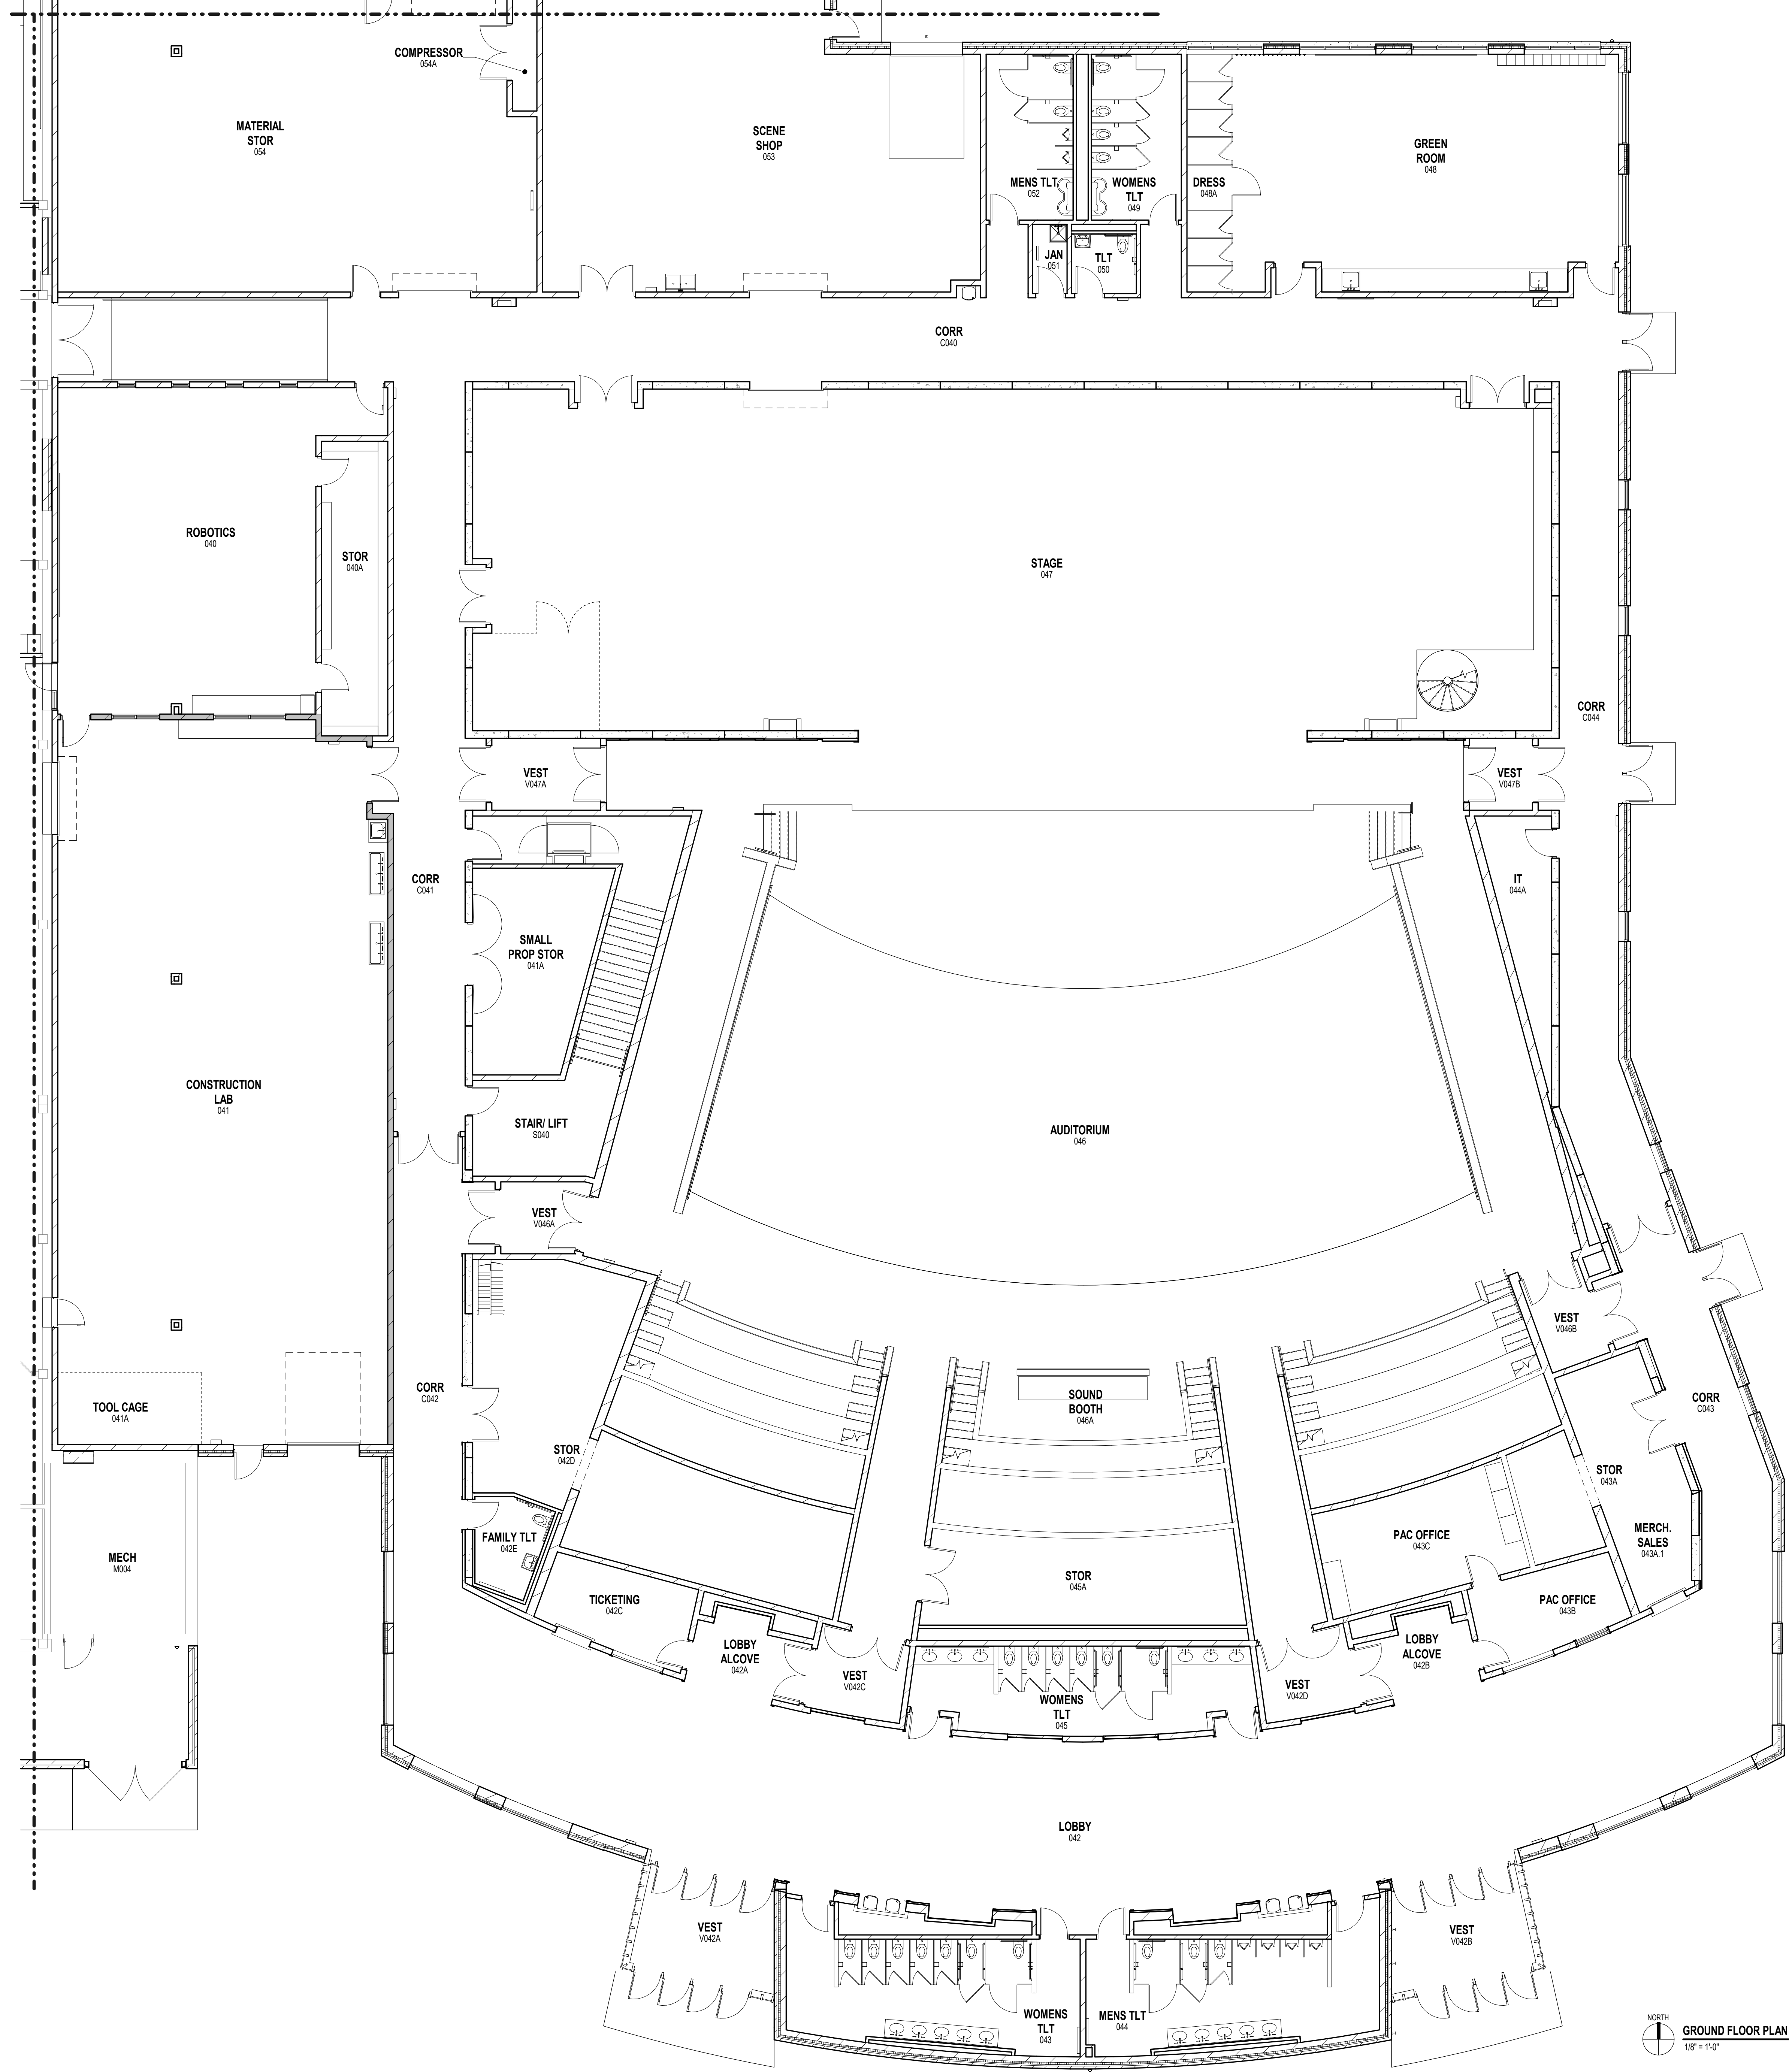 COMPRESSOR
054A
MATERIAL
STOR
054
SCENE
SHOP
053
MENS TLT
052
WOMENS
TLT
049
DRESS
048A
GREEN
ROOM
048
JAN
051
TLT
050
CORR
C040
ROBOTICS
040
STOR
040A
STAGE
047
CORR
C044
VEST
V047A
VEST
V047B
CORR
C041
IT
044A
SMALL
PROP STOR
041A
CONSTRUCTION
LAB
041
STAIR/ LIFT
S040
AUDITORIUM
046
VEST
V046A
VEST
V046B
TOOL CAGE
041A
CORR
C042
SOUND
BOOTH
046A
CORR
C043
STOR
042D
STOR
043A
FAMILY TLT
042E
PAC OFFICE
043C
MERCH.
SALES
043A.1
MECH
M004
STOR
045A
TICKETING
042C
PAC OFFICE
043B
LOBBY
ALCOVE
042A
LOBBY
ALCOVE
042B
VEST
V042C
VEST
V042D
WOMENS
TLT
045
LOBBY
042
VEST
V042A
VEST
V042B
WOMENS
TLT
043
MENS TLT
044
NORTH
GROUND FLOOR PLAN
1/8" = 1'-0"